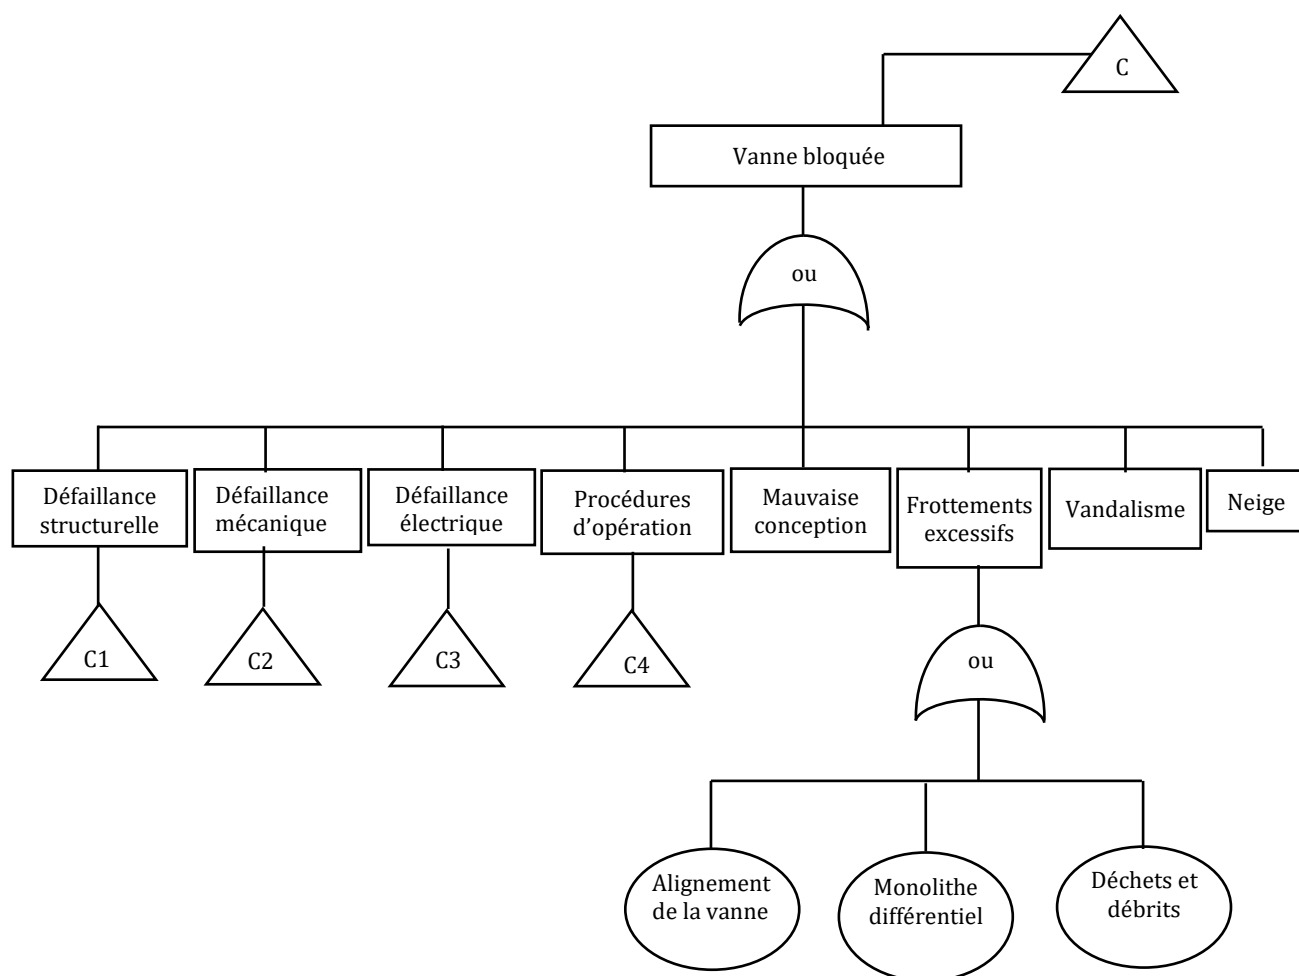 C
Vanne bloquée
ou
Défaillance
structurelle
Défaillance
mécanique
Défaillance
électrique
Procédures
d’opération
Mauvaise
conception
Frottements
excessifs
Vandalisme
Neige
C1
C2
C3
C4
ou
Alignement
de la vanne
Monolithe
différentiel
Déchets et
débrits